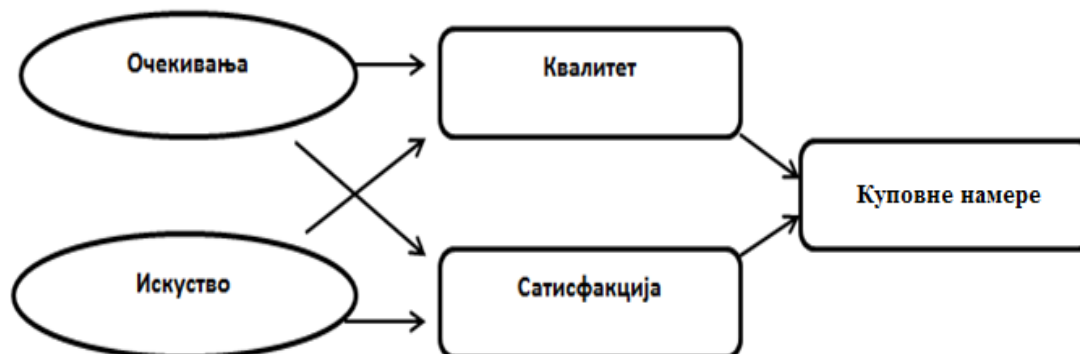 Очекивања
Квалитет
Куповне намере
Искуство
Сатисфакција